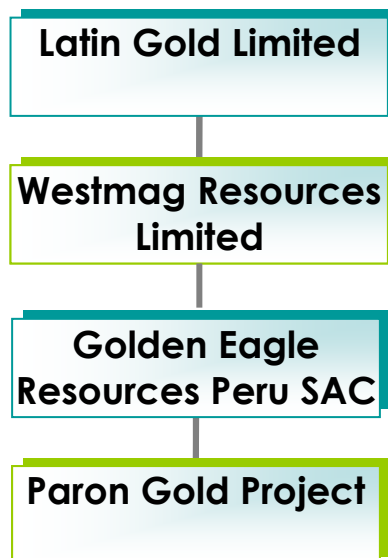 Latin Gold Limited
Westmag Resources
Limited
Golden Eagle
Resources Peru SAC
Paron Gold Project